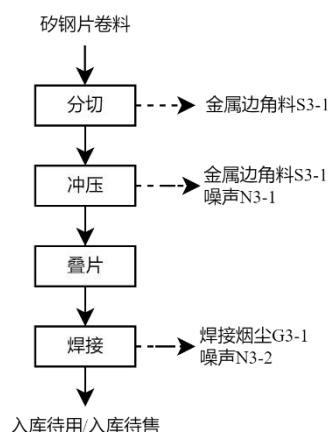 矽钢片卷料
分切
金属边角料S3-1
冲压
金属边角料S3-1
噪声N3-1
叠片
焊接
焊接烟尘G3-1
噪声N3-2
入库待用/入库待售